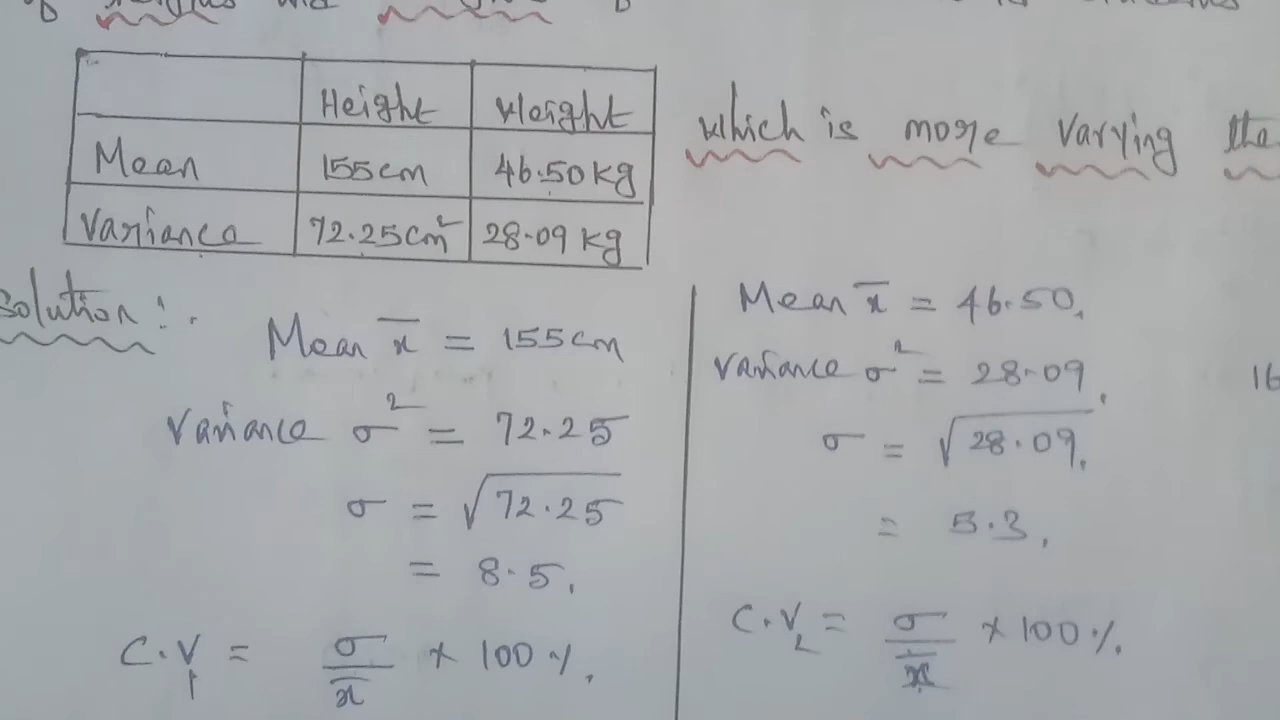 Height Weight
Mean 155cm 46.50kg
Variance 72.25cm² 28.09kg
which is more varying the
Solution:
Mean x̄ = 155cm
Variance σ² = 72.25
σ = √72.25
= 8.5.
C.V₁ = σ/x̄ × 100%.
Mean x̄ = 46.50.
Variance σ² = 28.09.
σ = √28.09.
= 5.3.
C.V₂ = σ/x̄ × 100%.
16